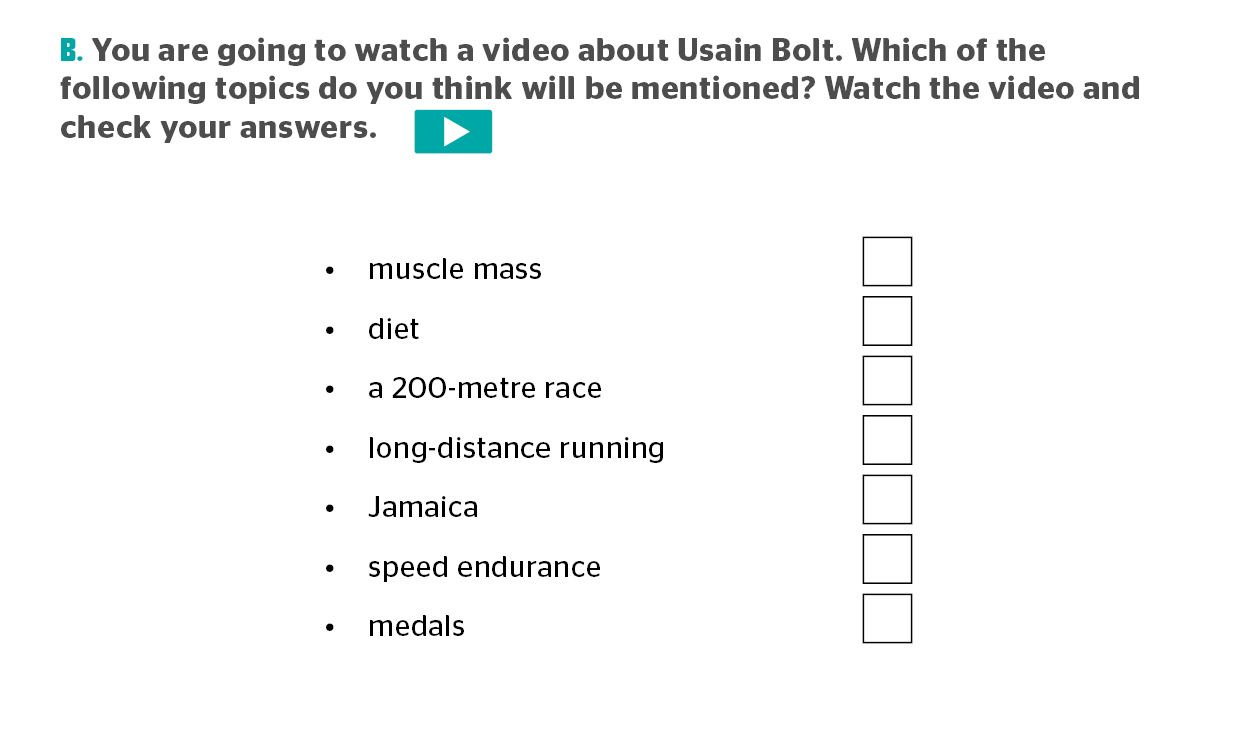 B. You are going to watch a video about Usain Bolt. Which of the
following topics do you think will be mentioned? Watch the video and
check your answers.
• muscle mass
• diet
• a 200-metre race
• long-distance running
• Jamaica
• speed endurance
• medals